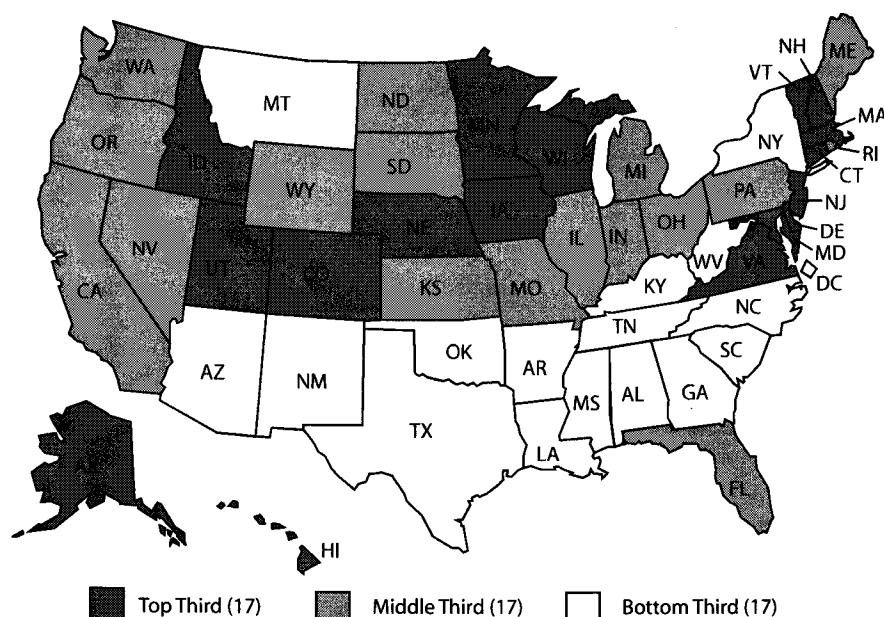 WA
MT
ND
MN
OR
ID
WY
SD
WI
MI
NH
VT
ME
MA
NY
RI
CT
NV
UT
CO
NE
IA
IL
IN
OH
PA
NJ
DE
MD
DC
CA
KS
MO
KY
WV
VA
NC
TN
AZ
NM
OK
AR
SC
MS
AL
GA
TX
LA
FL
AK
HI
Top Third (17)
Middle Third (17)
Bottom Third (17)